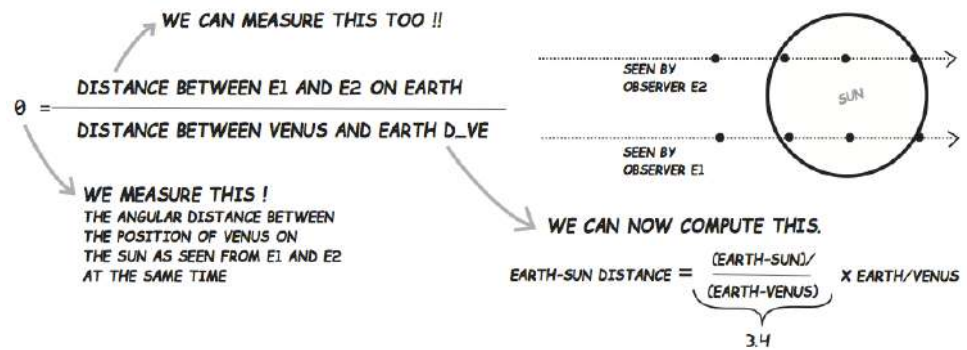 WE CAN MEASURE THIS TOO !!
DISTANCE BETWEEN E1 AND E2 ON EARTH
θ =
DISTANCE BETWEEN VENUS AND EARTH D_VE
WE MEASURE THIS !
THE ANGULAR DISTANCE BETWEEN
THE POSITION OF VENUS ON
THE SUN AS SEEN FROM E1 AND E2
AT THE SAME TIME
SEEN BY
OBSERVER E2
SUN
SEEN BY
OBSERVER E1
WE CAN NOW COMPUTE THIS.
EARTH-SUN DISTANCE = (EARTH-SUN)/ (EARTH-VENUS) X EARTH/VENUS
3.4